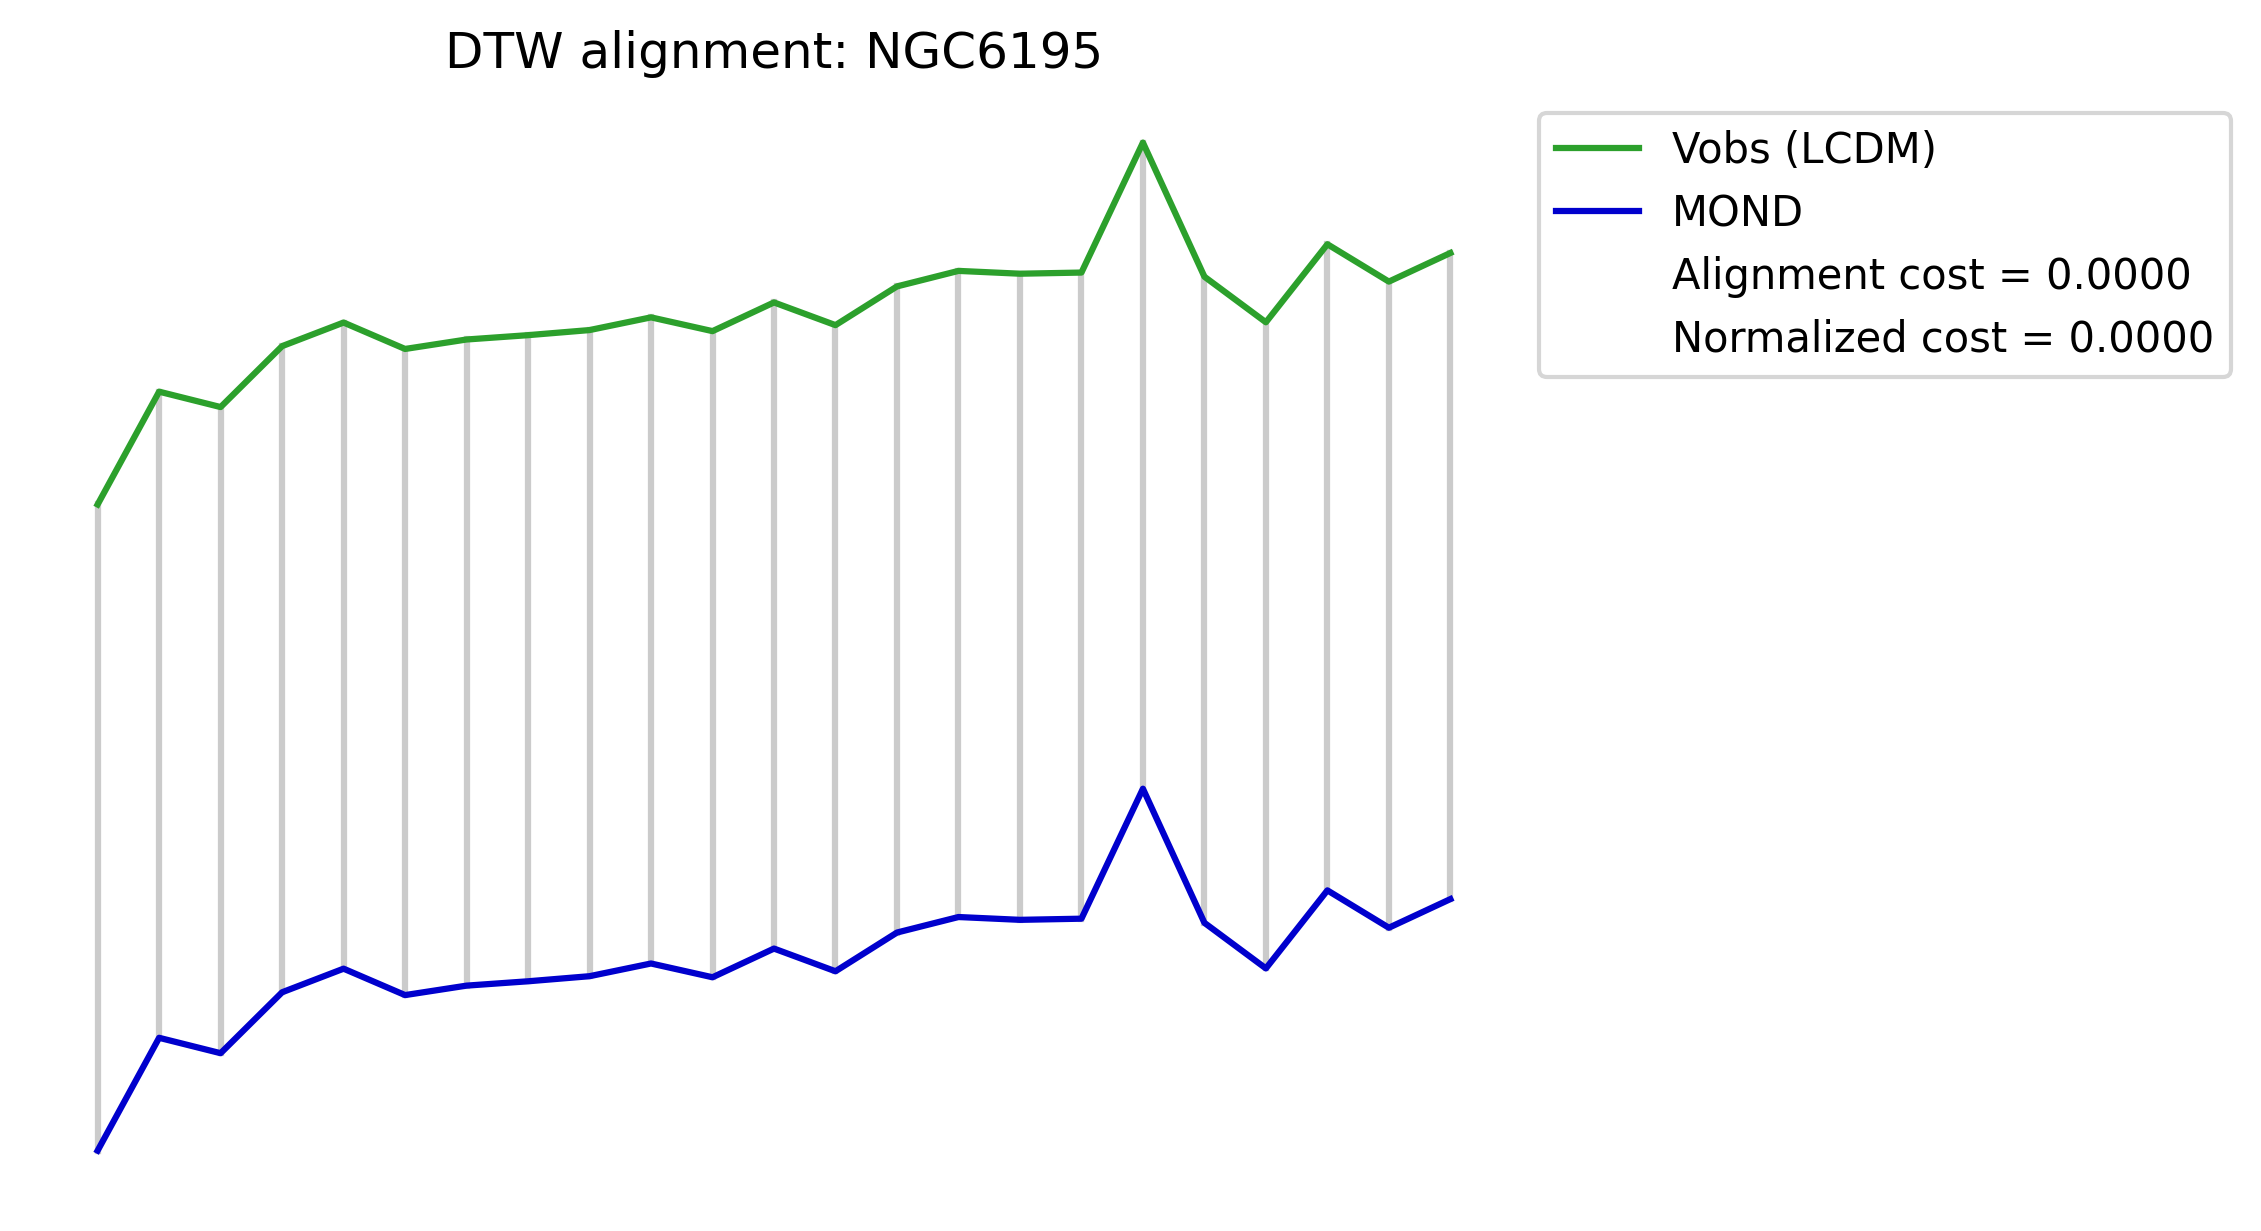 DTW alignment: NGC6195
Vobs (LCDM)
MOND
Alignment cost = 0.0000
Normalized cost = 0.0000